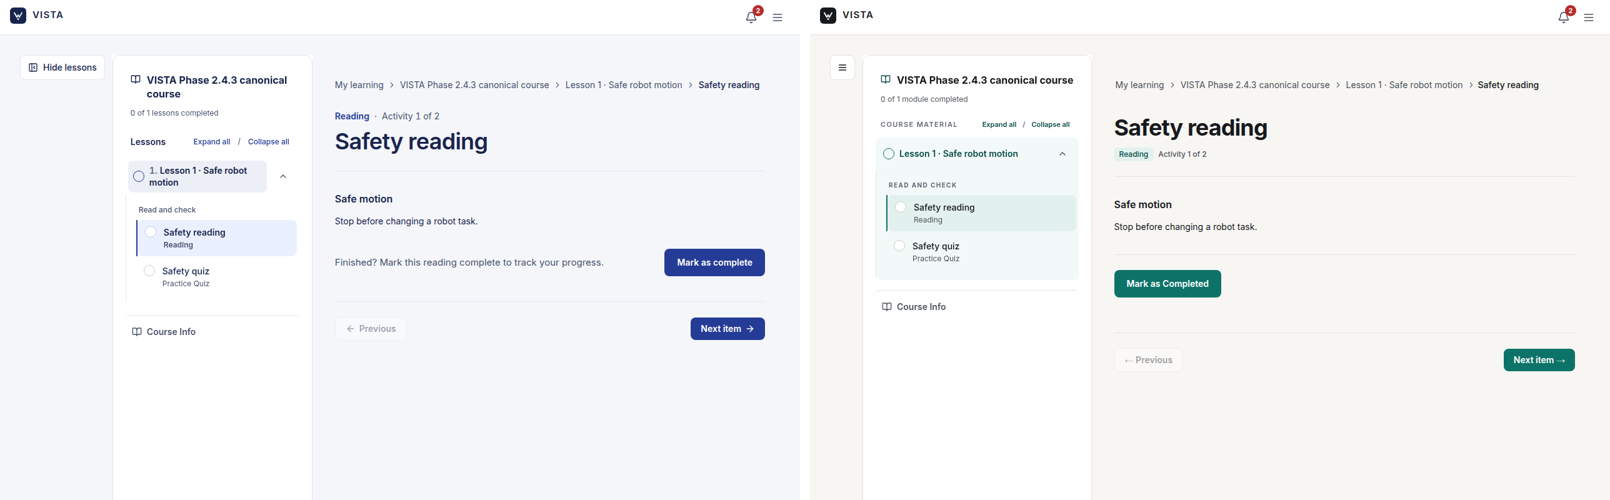 VISTA
2
Hide lessons
VISTA Phase 2.4.3 canonical
course
0 of 1 lessons completed
Lessons
Expand all / Collapse all
1. Lesson 1 · Safe robot
motion
Read and check
Safety reading
Reading
Safety quiz
Practice Quiz
Course Info
My learning > VISTA Phase 2.4.3 canonical course > Lesson 1 · Safe robot motion > Safety reading
Reading · Activity 1 of 2
Safety reading
Safe motion
Stop before changing a robot task.
Finished? Mark this reading complete to track your progress.
Mark as complete
← Previous
Next item →
VISTA
2
VISTA Phase 2.4.3 canonical course
0 of 1 module completed
COURSE MATERIAL
Expand all / Collapse all
Lesson 1 · Safe robot motion
READ AND CHECK
Safety reading
Reading
Safety quiz
Practice Quiz
Course Info
My learning > VISTA Phase 2.4.3 canonical course > Lesson 1 · Safe robot motion > Safety reading
Safety reading
Reading Activity 1 of 2
Safe motion
Stop before changing a robot task.
Mark as Completed
← Previous
Next item →